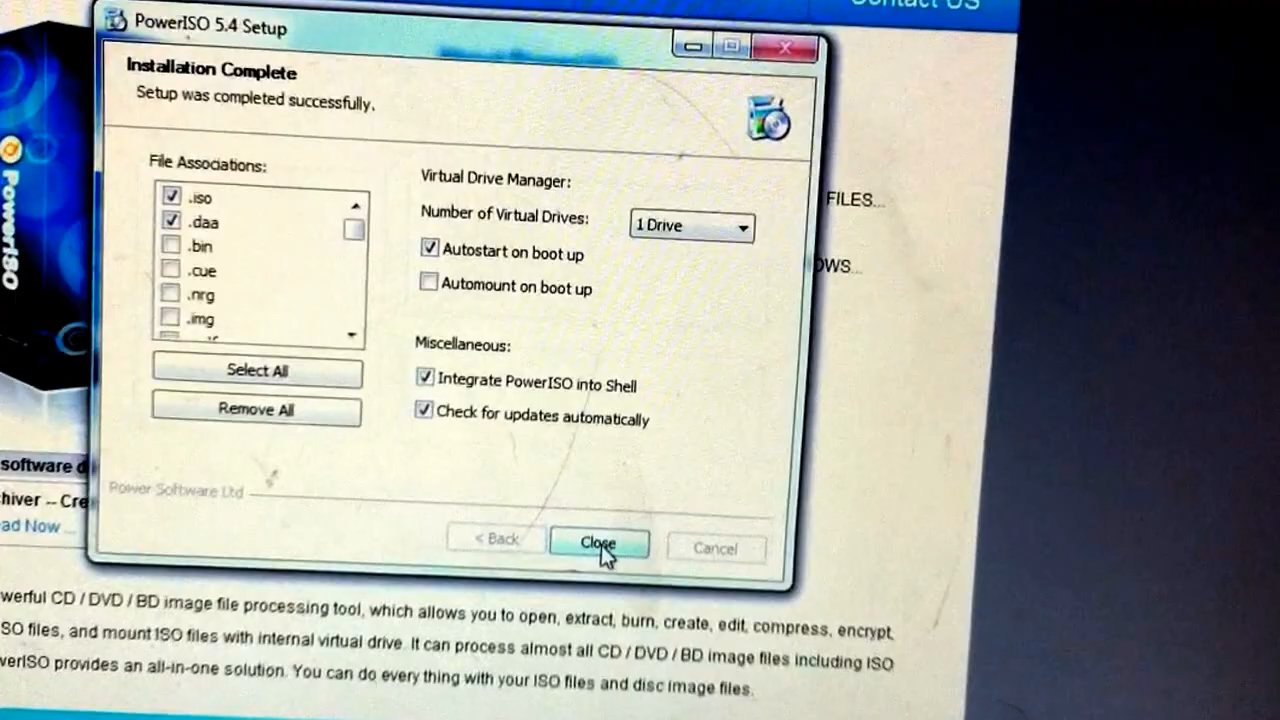 Contact US
PowerISO 5.4 Setup
Installation Complete
Setup was completed successfully.
File Associations:
.iso
.daa
.bin
.cue
.nrg
.img
Select All
Remove All
Virtual Drive Manager:
Number of Virtual Drives:
1 Drive
Autostart on boot up
Automount on boot up
Miscellaneous:
Integrate PowerISO into Shell
Check for updates automatically
Power Software Ltd
< Back
Close
Cancel
PowerISO
FILES...
OWS...
software d
hiver -- Cre
ad Now ...
werful CD / DVD / BD image file processing tool, which allows you to open, extract, burn, create, edit, compress, encrypt,
SO files, and mount ISO files with internal virtual drive. It can process almost all CD / DVD / BD image files including ISO
werISO provides an all-in-one solution. You can do every thing with your ISO files and disc image files.